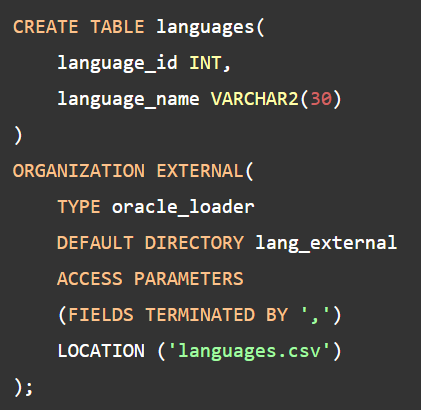 CREATE TABLE languages(
    language_id INT,
    language_name VARCHAR2(30)
)
ORGANIZATION EXTERNAL(
    TYPE oracle_loader
    DEFAULT DIRECTORY lang_external
    ACCESS PARAMETERS
    (FIELDS TERMINATED BY ',')
    LOCATION ('languages.csv')
);